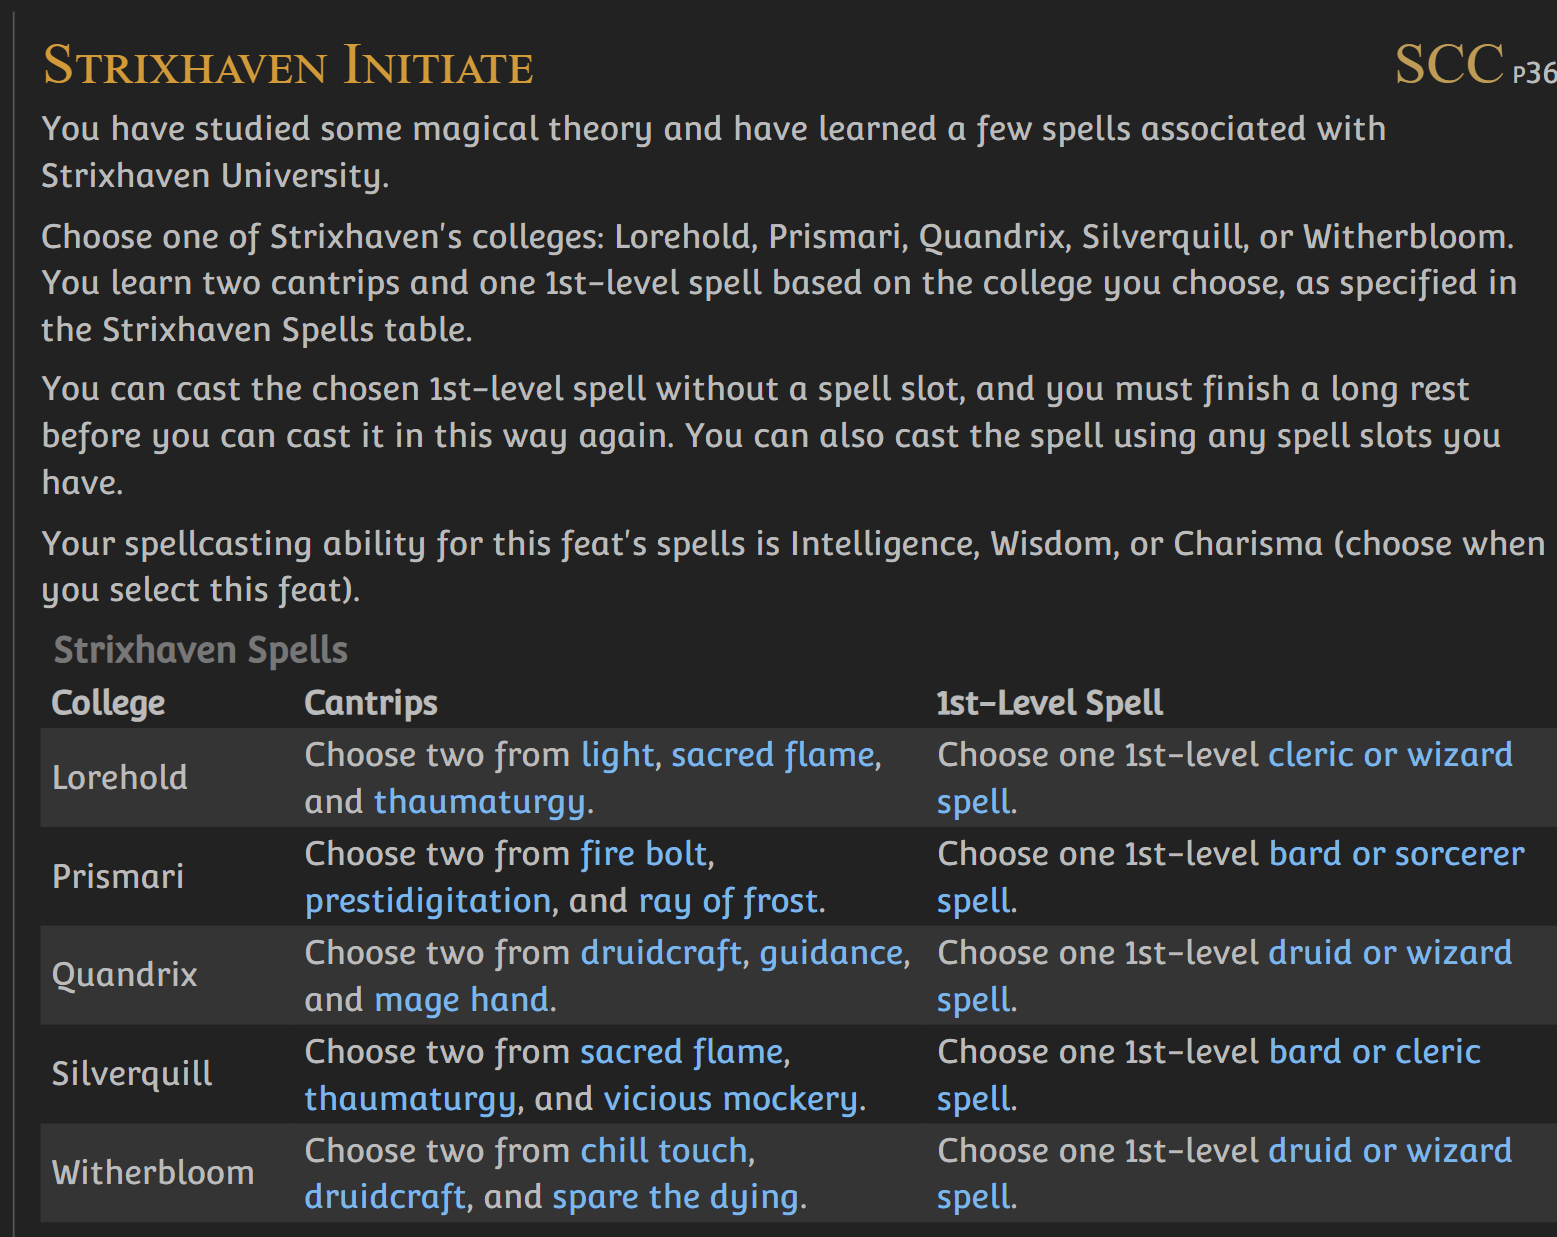 Strixhaven Initiate SCC P36
You have studied some magical theory and have learned a few spells associated with
Strixhaven University.
Choose one of Strixhaven's colleges: Lorehold, Prismari, Quandrix, Silverquill, or Witherbloom.
You learn two cantrips and one 1st-level spell based on the college you choose, as specified in
the Strixhaven Spells table.
You can cast the chosen 1st-level spell without a spell slot, and you must finish a long rest
before you can cast it in this way again. You can also cast the spell using any spell slots you
have.
Your spellcasting ability for this feat's spells is Intelligence, Wisdom, or Charisma (choose when
you select this feat).
Strixhaven Spells
College Cantrips 1st-Level Spell
Lorehold
Choose two from light, sacred flame,
and thaumaturgy.
Choose one 1st-level cleric or wizard
spell.
Prismari
Choose two from fire bolt,
prestidigitation, and ray of frost.
Choose one 1st-level bard or sorcerer
spell.
Quandrix
Choose two from druidcraft, guidance,
and mage hand.
Choose one 1st-level druid or wizard
spell.
Silverquill
Choose two from sacred flame,
thaumaturgy, and vicious mockery.
Choose one 1st-level bard or cleric
spell.
Witherbloom
Choose two from chill touch,
druidcraft, and spare the dying.
Choose one 1st-level druid or wizard
spell.